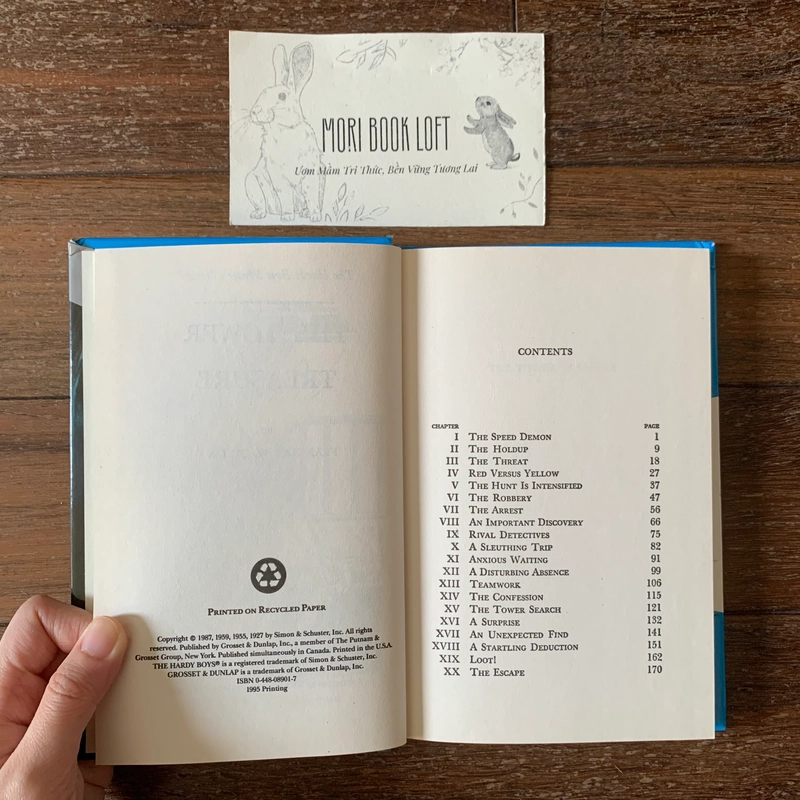 MORI BOOK LOFT
Ươm Mầm Tri Thức, Bền Vững Tương Lai
PRINTED ON RECYCLED PAPER
Copyright © 1987, 1959, 1955, 1927 by Simon & Schuster, Inc. All rights
reserved. Published by Grosset & Dunlap, Inc., a member of The Putnam &
Grosset Group, New York. Published simultaneously in Canada. Printed in the U.S.A.
THE HARDY BOYS® is a registered trademark of Simon & Schuster, Inc.
GROSSET & DUNLAP is a trademark of Grosset & Dunlap, Inc.
ISBN 0-448-08901-7
1995 Printing
CONTENTS
CHAPTER PAGE
I THE SPEED DEMON 1
II THE HOLDUP 9
III THE THREAT 18
IV RED VERSUS YELLOW 27
V THE HUNT IS INTENSIFIED 37
VI THE ROBBERY 47
VII THE ARREST 56
VIII AN IMPORTANT DISCOVERY 66
IX RIVAL DETECTIVES 75
X A SLEUTHING TRIP 82
XI ANXIOUS WAITING 91
XII A DISTURBING ABSENCE 99
XIII TEAMWORK 106
XIV THE CONFESSION 115
XV THE TOWER SEARCH 121
XVI A SURPRISE 132
XVII AN UNEXPECTED FIND 141
XVIII A STARTLING DEDUCTION 151
XIX LOOT! 162
XX THE ESCAPE 170